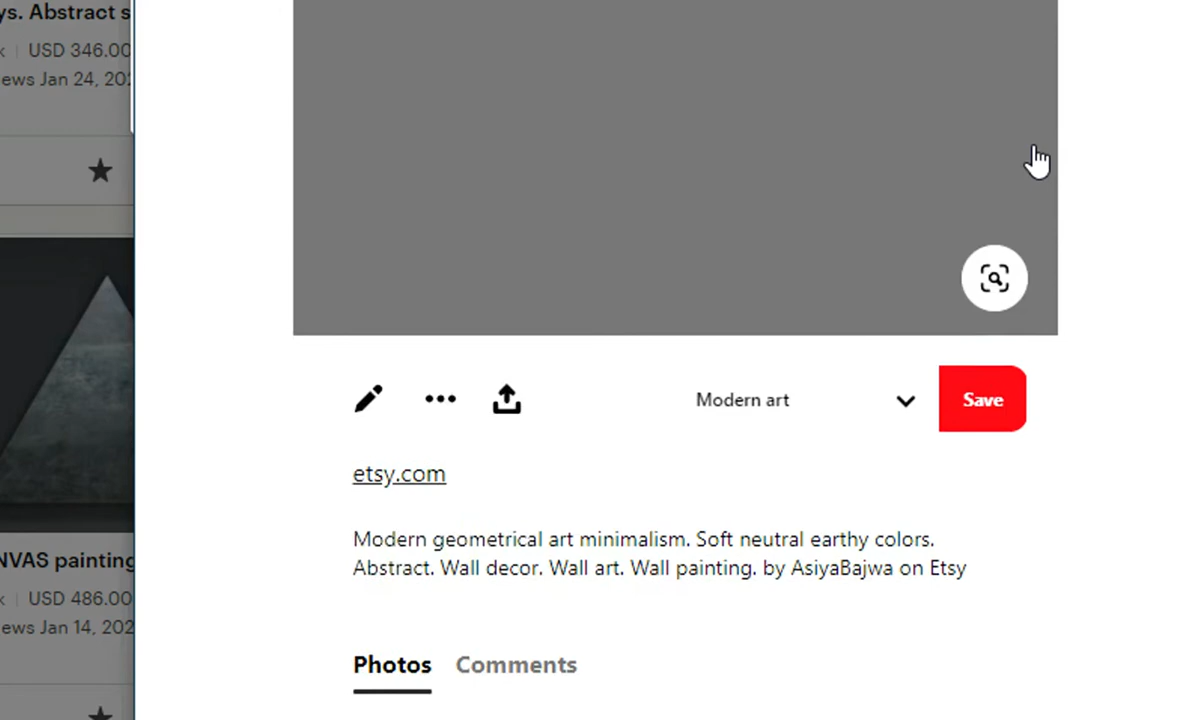 ys. Abstract s
USD 346.00
ews Jan 24, 202
NVAS painting
USD 486.00
ews Jan 14, 202
Modern art
Save
etsy.com
Modern geometrical art minimalism. Soft neutral earthy colors.
Abstract. Wall decor. Wall art. Wall painting. by AsiyaBajwa on Etsy
Photos Comments